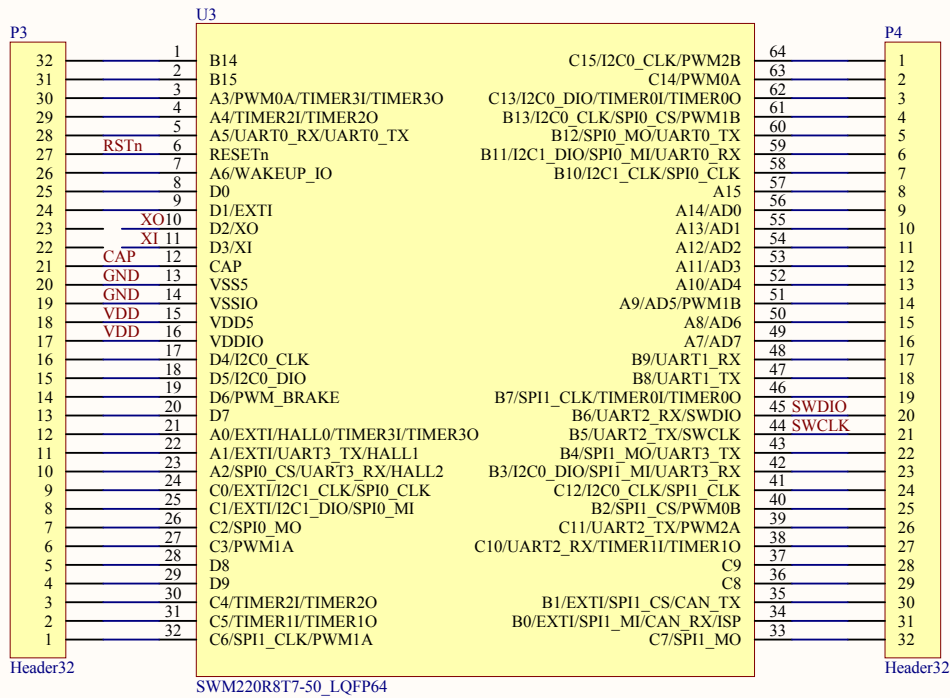 U3
P3
P4
32 1 B14 C15/I2C0_CLK/PWM2B 64 1
31 2 B15 C14/PWM0A 63 2
30 3 A3/PWM0A/TIMER3I/TIMER3O C13/I2C0_DIO/TIMER0I/TIMER0O 62 3
29 4 A4/TIMER2I/TIMER2O B13/I2C0_CLK/SPI0_CS/PWM1B 61 4
28 5 A5/UART0_RX/UART0_TX B12/SPI0_MO/UART0_TX 60 5
27 RSTn 6 RESETn B11/I2C1_DIO/SPI0_MI/UART0_RX 59 6
26 7 A6/WAKEUP_IO B10/I2C1_CLK/SPI0_CLK 58 7
25 8 D0 A15 57 8
24 9 D1/EXTI A14/AD0 56 9
23 XO 10 D2/XO A13/AD1 55 10
22 XI 11 D3/XI A12/AD2 54 11
21 CAP 12 CAP A11/AD3 53 12
20 GND 13 VSS5 A10/AD4 52 13
19 GND 14 VSSIO A9/AD5/PWM1B 51 14
18 VDD 15 VDD5 A8/AD6 50 15
17 VDD 16 VDDIO A7/AD7 49 16
16 17 D4/I2C0_CLK B9/UART1_RX 48 17
15 18 D5/I2C0_DIO B8/UART1_TX 47 18
14 19 D6/PWM_BRAKE B7/SPI1_CLK/TIMER0I/TIMER0O 46 19
13 20 D7 B6/UART2_RX/SWDIO 45 SWDIO 20
12 21 A0/EXTI/HALL0/TIMER3I/TIMER3O B5/UART2_TX/SWCLK 44 SWCLK 21
11 22 A1/EXTI/UART3_TX/HALL1 B4/SPI1_MO/UART3_TX 43 22
10 23 A2/SPI0_CS/UART3_RX/HALL2 B3/I2C0_DIO/SPI1_MI/UART3_RX 42 23
9 24 C0/EXTI/I2C1_CLK/SPI0_CLK C12/I2C0_CLK/SPI1_CLK 41 24
8 25 C1/EXTI/I2C1_DIO/SPI0_MI B2/SPI1_CS/PWM0B 40 25
7 26 C2/SPI0_MO C11/UART2_TX/PWM2A 39 26
6 27 C3/PWM1A C10/UART2_RX/TIMER1I/TIMER1O 38 27
5 28 D8 C9 37 28
4 29 D9 C8 36 29
3 30 C4/TIMER2I/TIMER2O B1/EXTI/SPI1_CS/CAN_TX 35 30
2 31 C5/TIMER1I/TIMER1O B0/EXTI/SPI1_MI/CAN_RX/ISP 34 31
1 32 C6/SPI1_CLK/PWM1A C7/SPI1_MO 33 32
Header32
Header32
SWM220R8T7-50_LQFP64